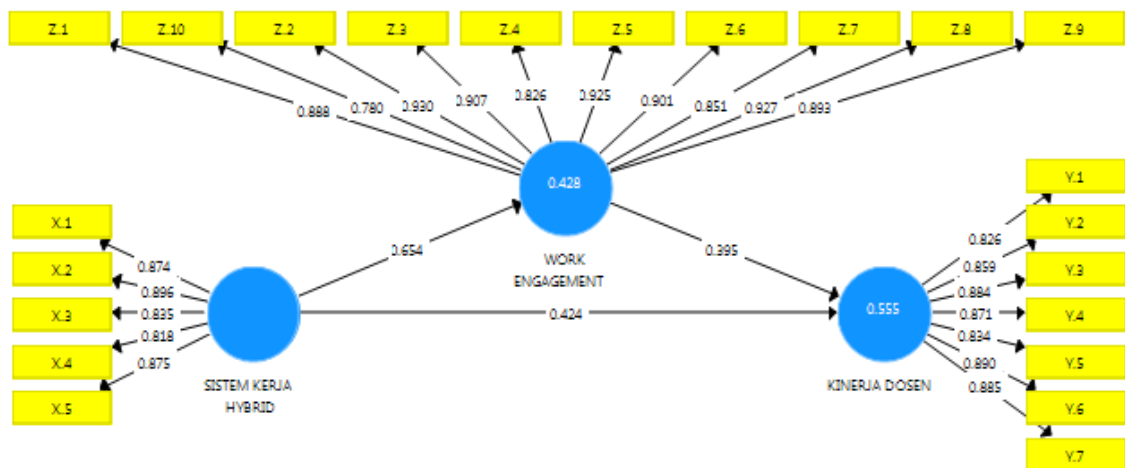 Z.1 Z.10 Z.2 Z.3 Z.4 Z.5 Z.6 Z.7 Z.8 Z.9
0.888 0.780 0.930 0.907 0.826 0.925 0.901 0.851 0.927 0.893
0.428
WORK
ENGAGEMENT
X.1
X.2
X.3
X.4
X.5
0.874
0.896
0.835
0.818
0.875
SISTEM KERJA
HYBRID
0.654
0.395
0.424
0.555
KINERJA DOSEN
0.826
0.859
0.884
0.871
0.834
0.890
0.885
Y.1
Y.2
Y.3
Y.4
Y.5
Y.6
Y.7